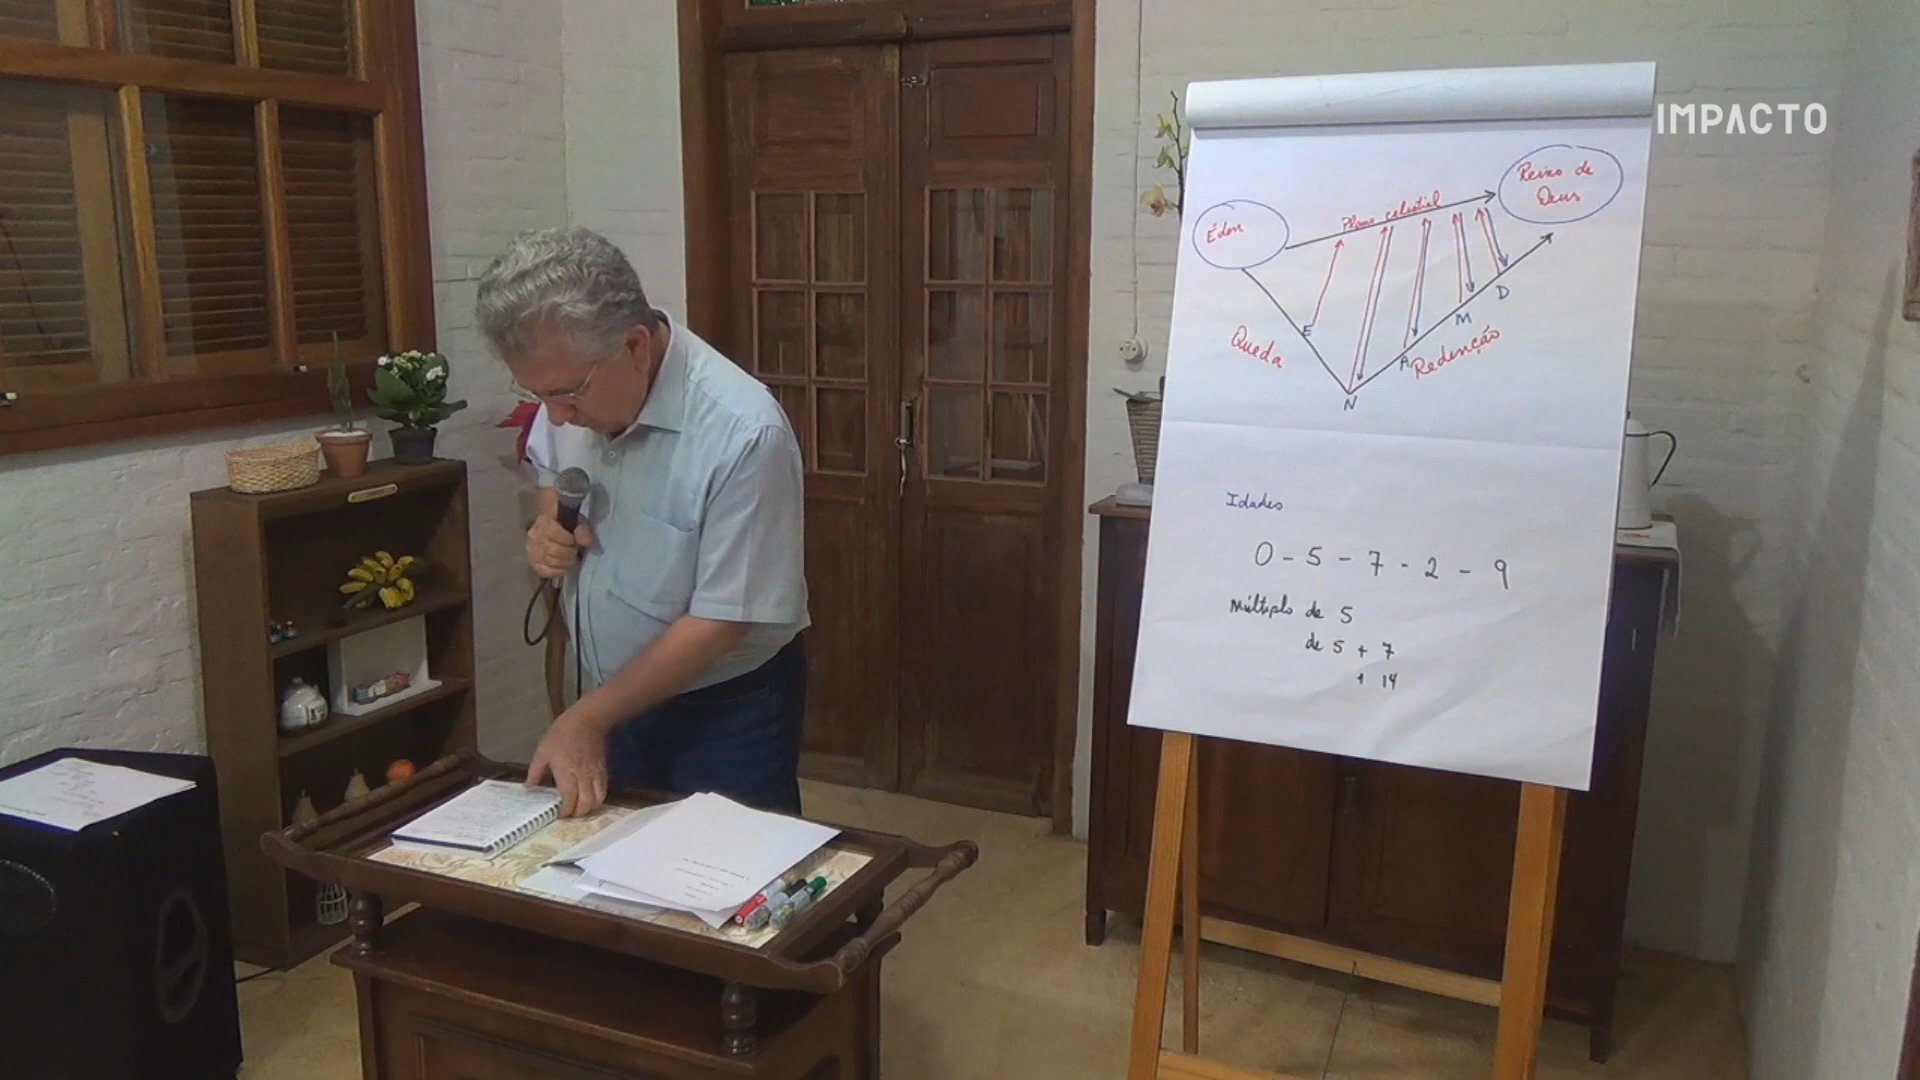 IMPACTO
Reino de
Deus
Plano celestial
Éden
E
D
M
Queda
A
Redenção
N
Idades
0 - 5 - 7 - 2 - 9
Múltiplo de 5
de 5 + 7
+ 14